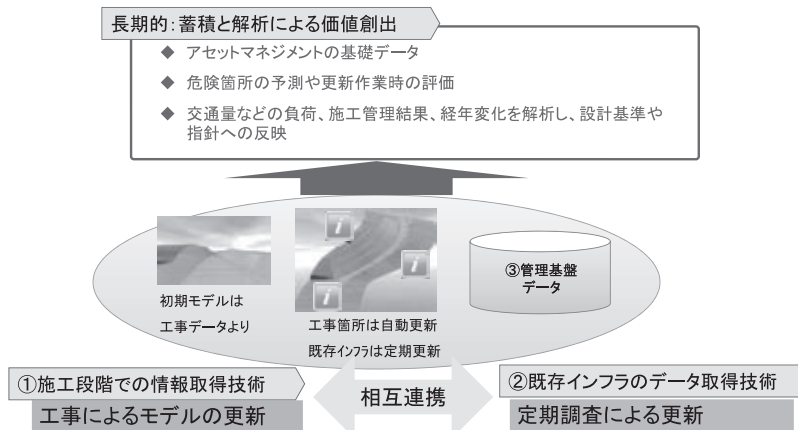 長期的:蓄積と解析による価値創出
◆ アセットマネジメントの基礎データ
◆ 危険箇所の予測や更新作業時の評価
◆ 交通量などの負荷、施工管理結果、経年変化を解析し、設計基準や
指針への反映
i
i
i
初期モデルは
工事データより
工事箇所は自動更新
既存インフラは定期更新
③管理基盤
データ
①施工段階での情報取得技術
工事によるモデルの更新
相互連携
②既存インフラのデータ取得技術
定期調査による更新